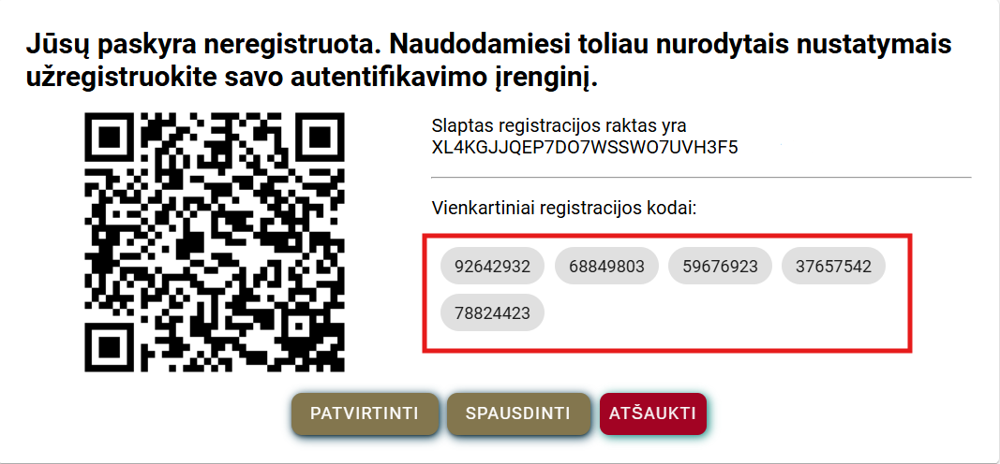 Jūsų paskyra neregistruota. Naudodamiesi toliau nurodytais nustatymais
užregistruokite savo autentifikavimo įrenginį.
Slaptas registracijos raktas yra
XL4KGJJQEP7DO7WSSWO7UVH3F5
Vienkartiniai registracijos kodai:
92642932 68849803 59676923 37657542
78824423
PATVIRTINTI SPAUSDINTI ATŠAUKTI